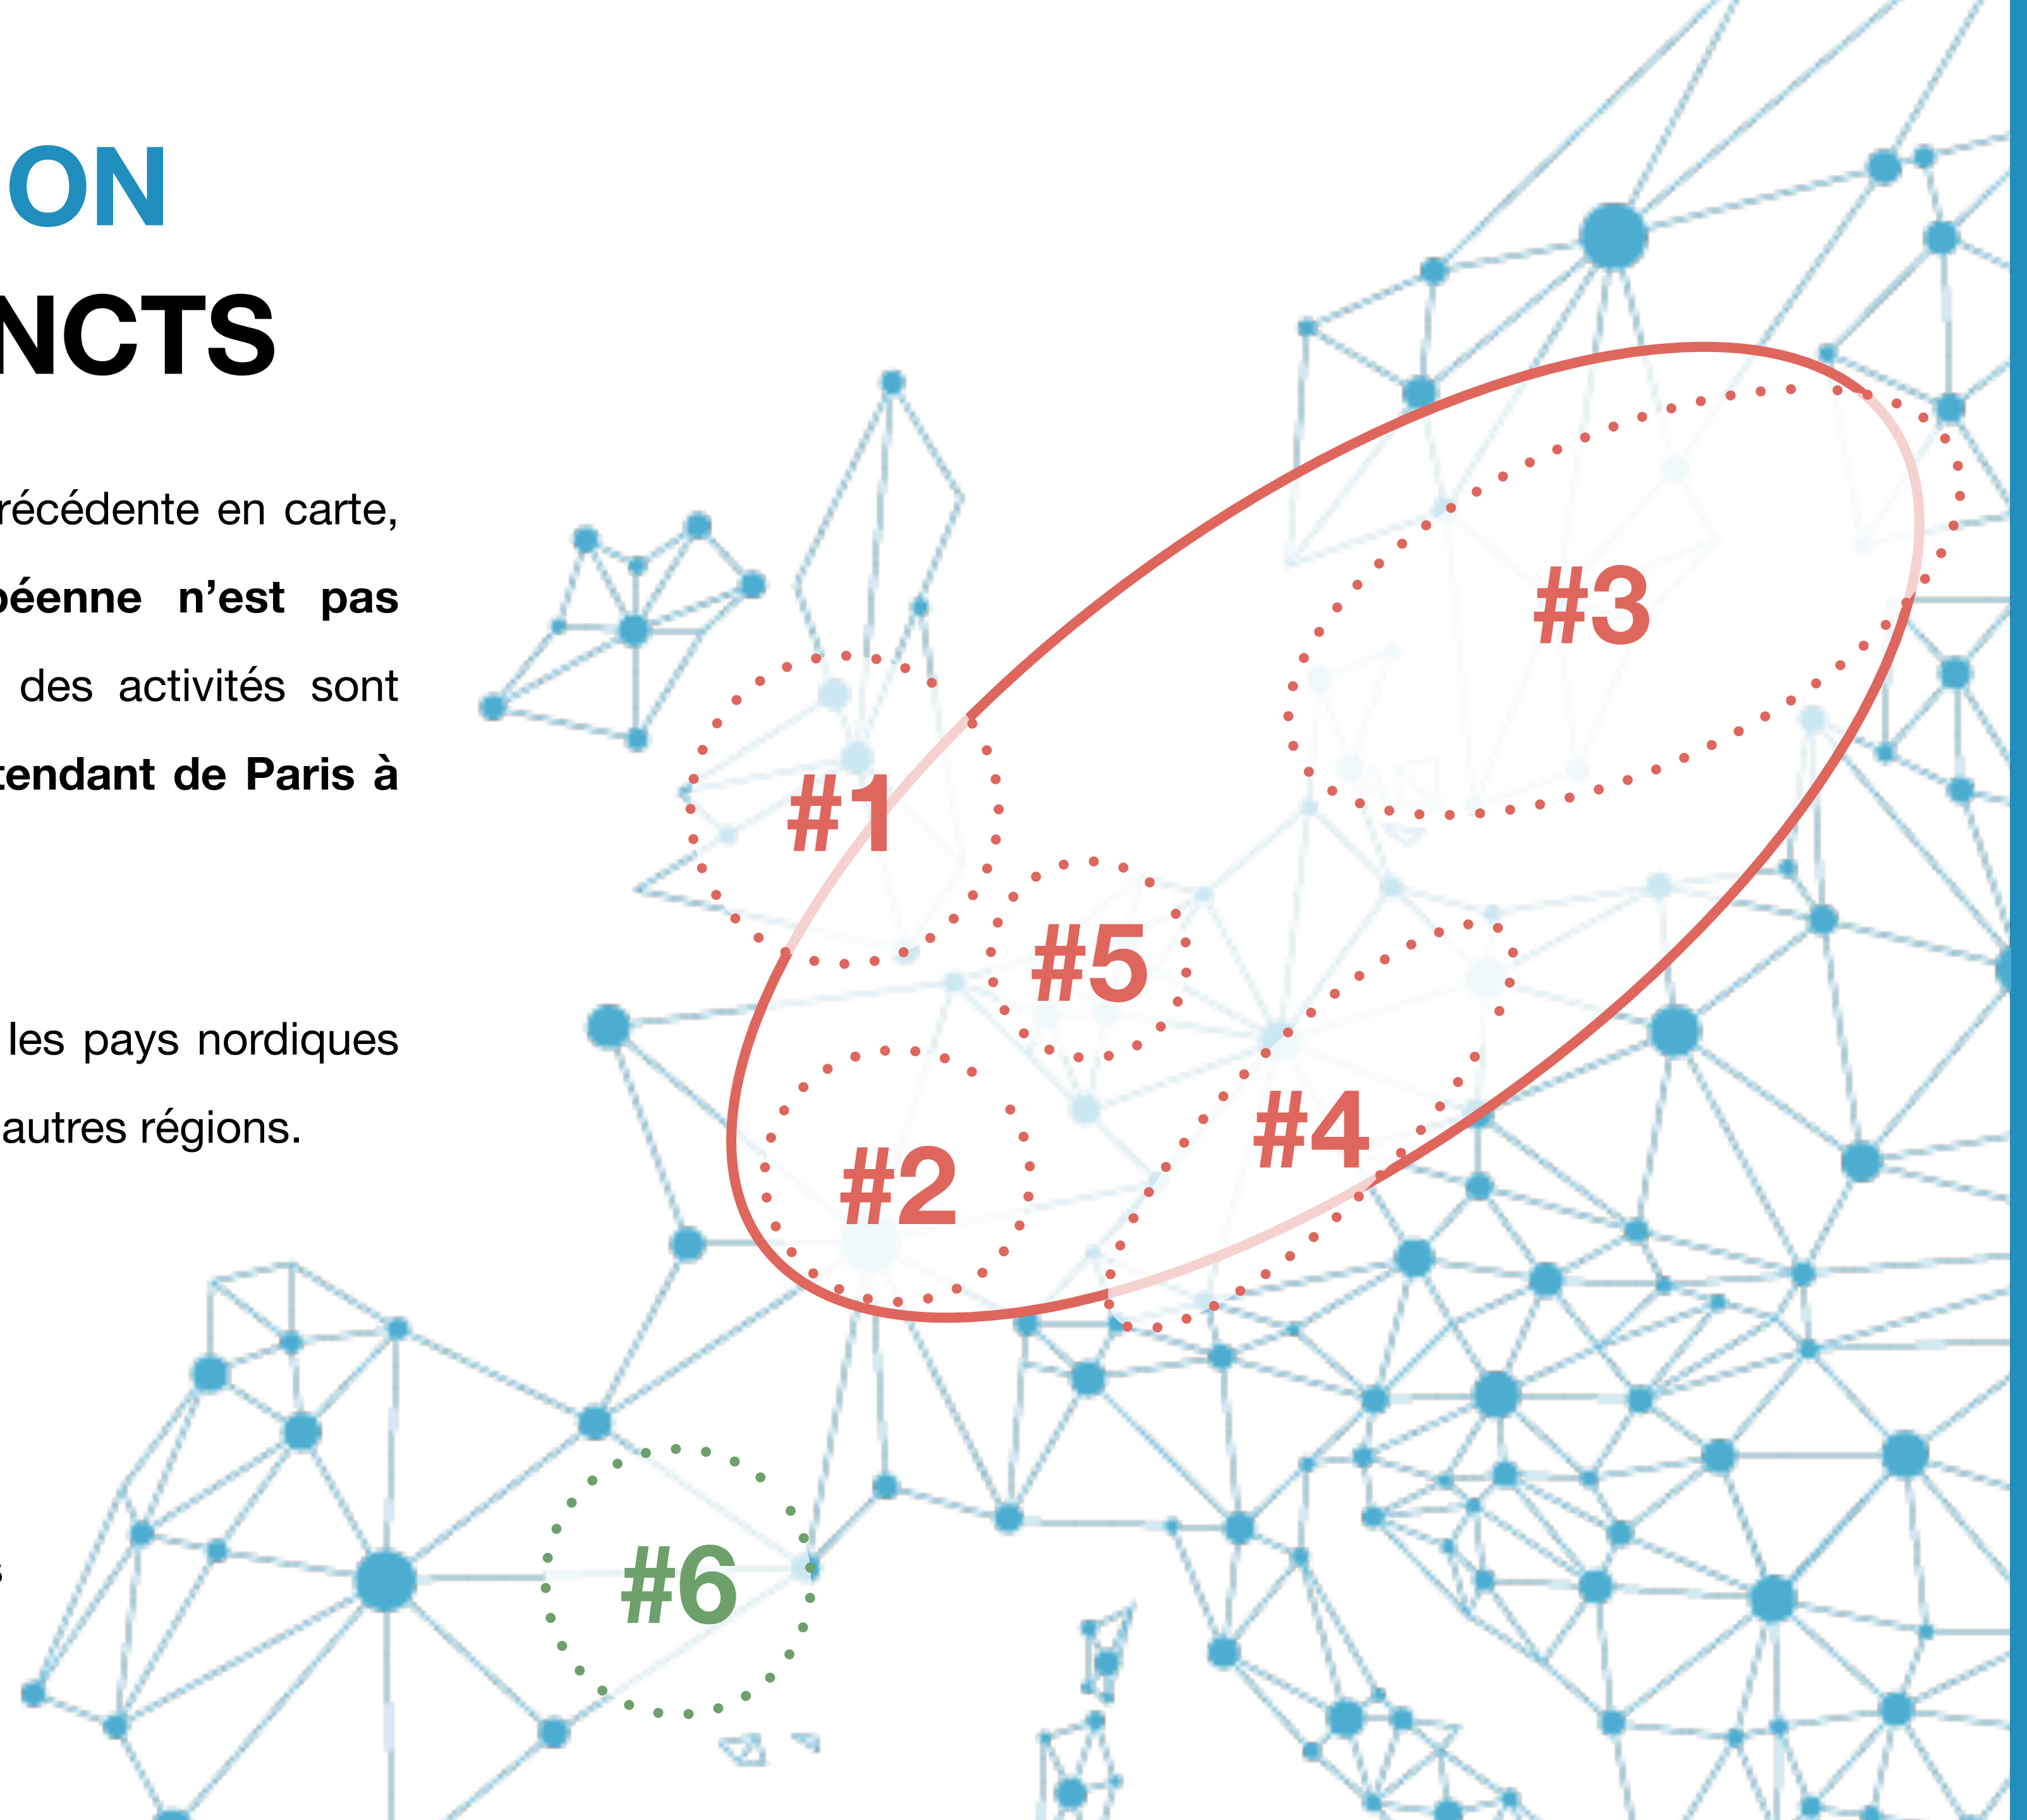 ON
NCTS
récédente en carte,
péenne n'est pas
des activités sont
tendant de Paris à
les pays nordiques
autres régions.
s
#1
#2
#3
#4
#5
#6